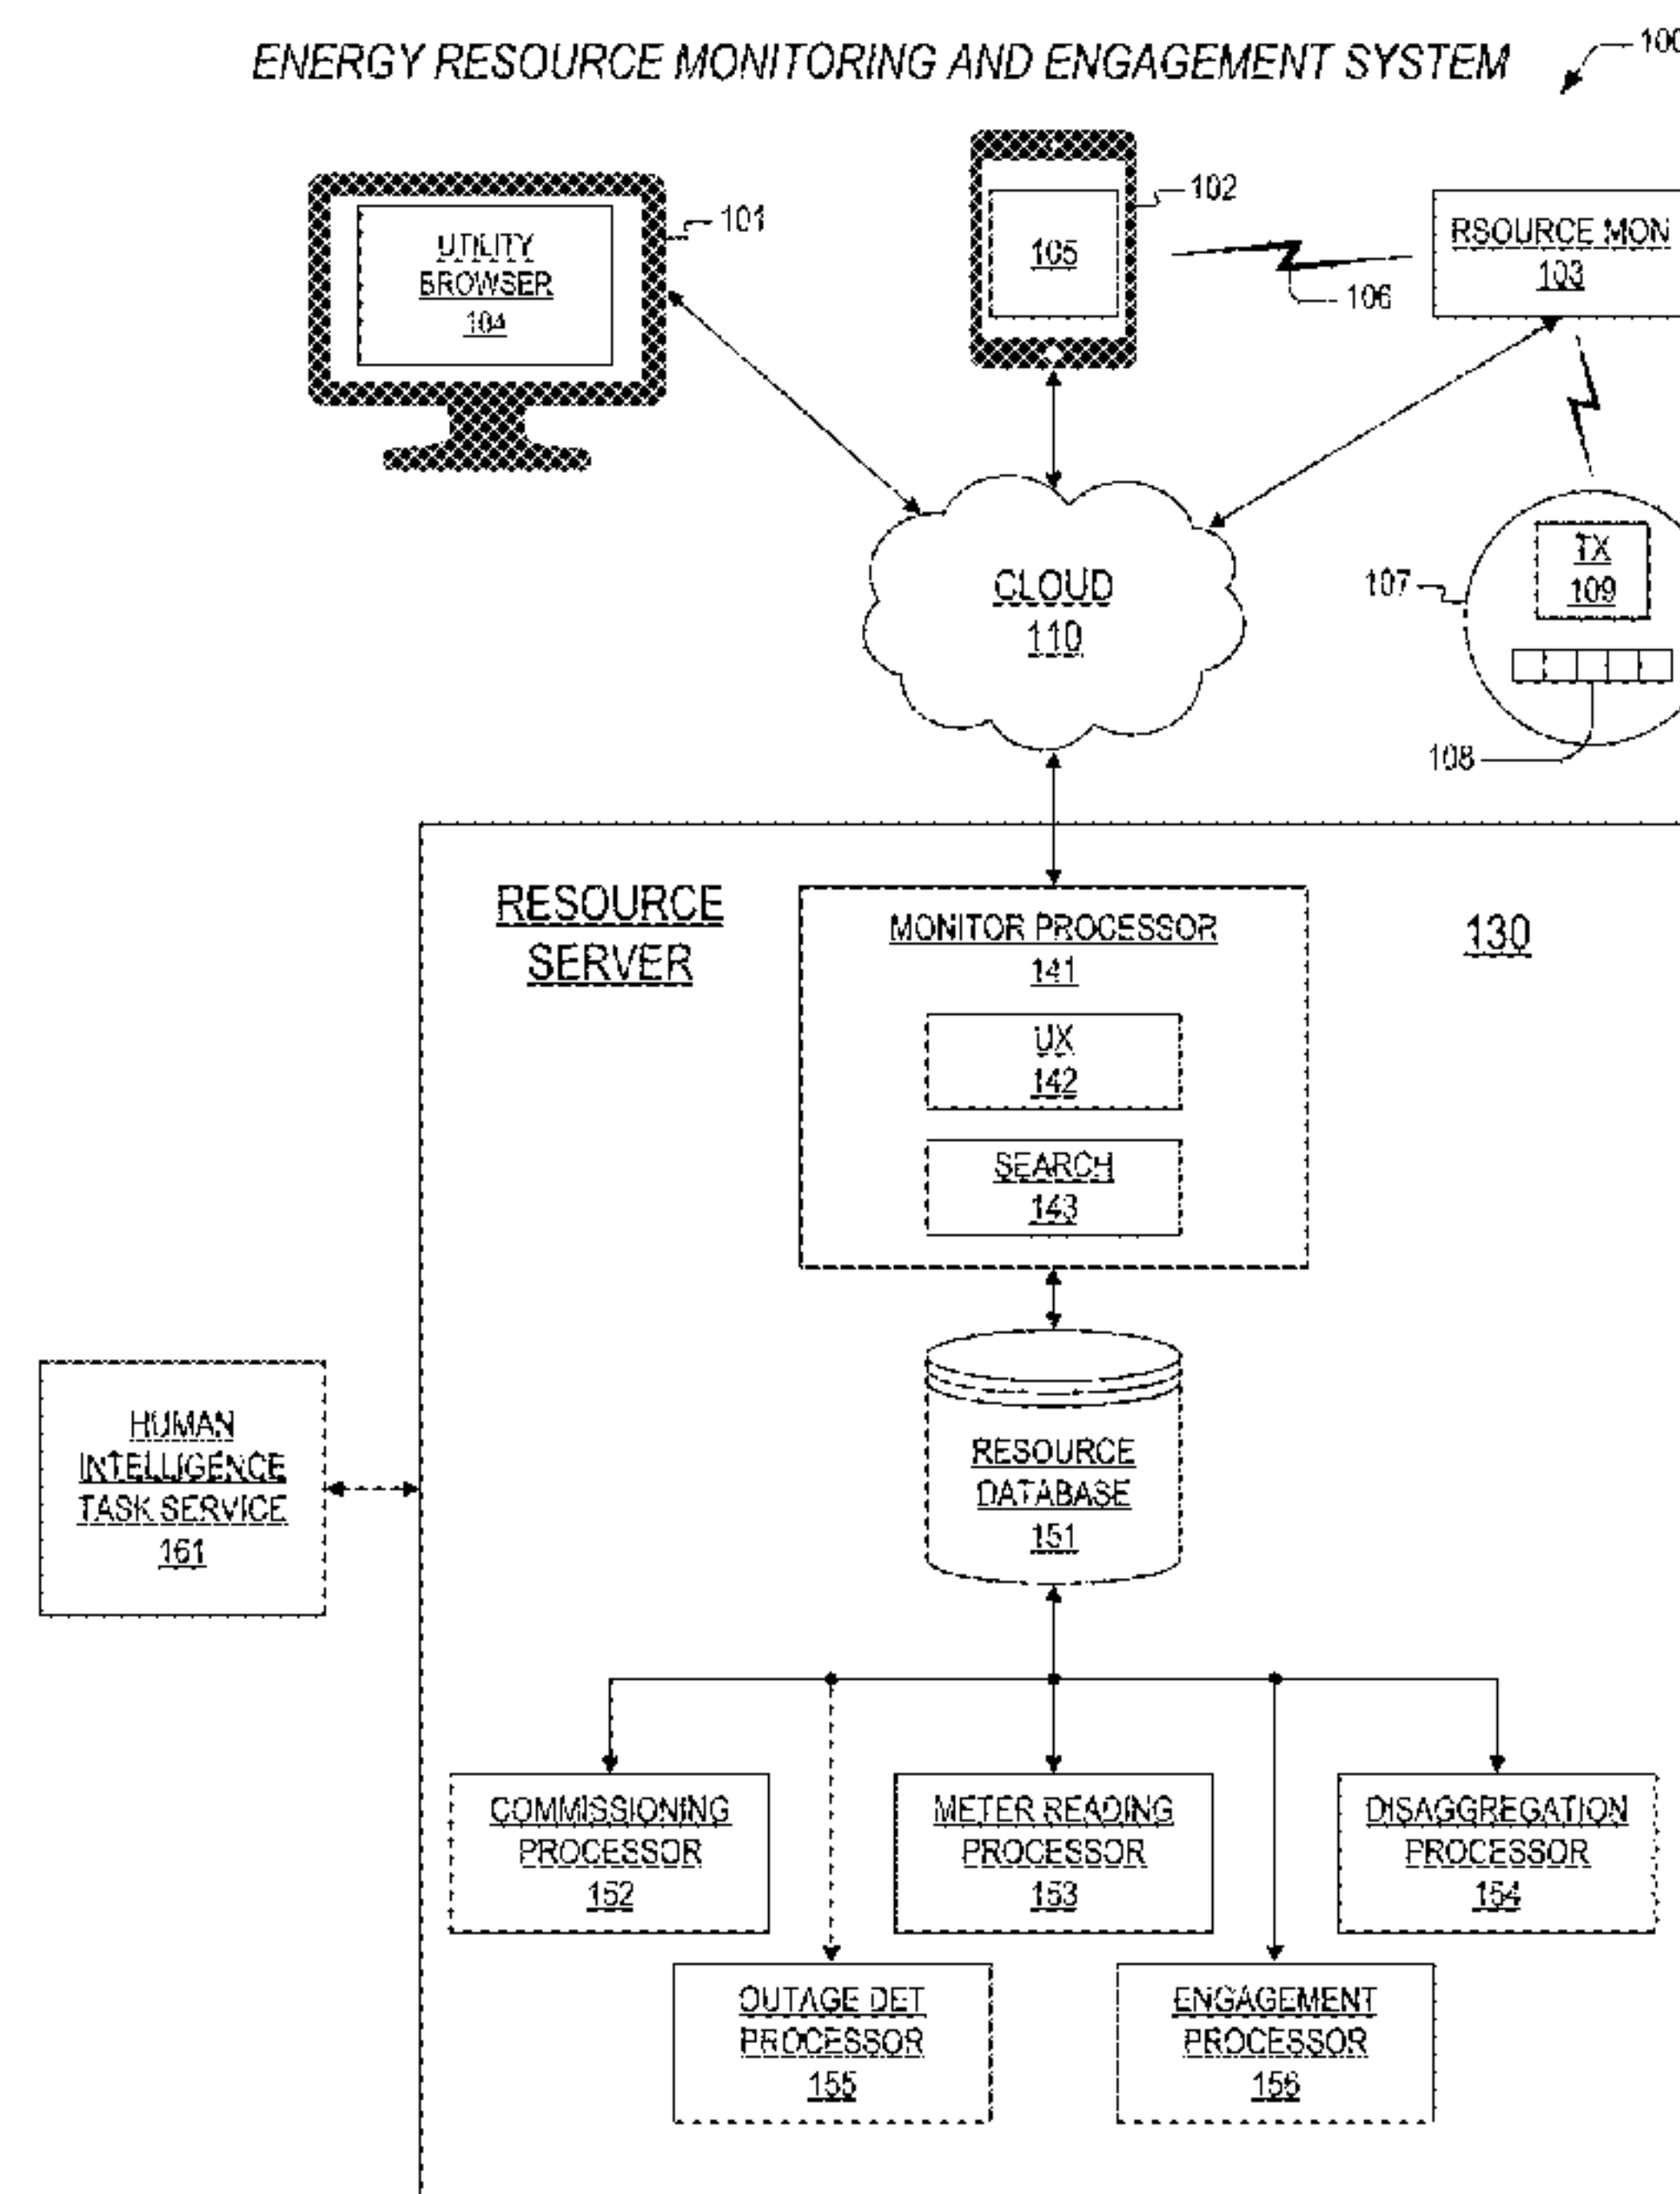 ENERGY RESOURCE MONITORING AND ENGAGEMENT SYSTEM
100
UTILITY
BROWSER
104
101
105
102
106
RSOURCE MON
103
CLOUD
110
TX
109
107
108
RESOURCE
SERVER
130
MONITOR PROCESSOR
141
UX
142
SEARCH
143
HUMAN
INTELLIGENCE
TASK SERVICE
161
RESOURCE
DATABASE
151
COMMISSIONING
PROCESSOR
152
METER READING
PROCESSOR
153
DISAGGREGATION
PROCESSOR
154
OUTAGE DET
PROCESSOR
155
ENGAGEMENT
PROCESSOR
156